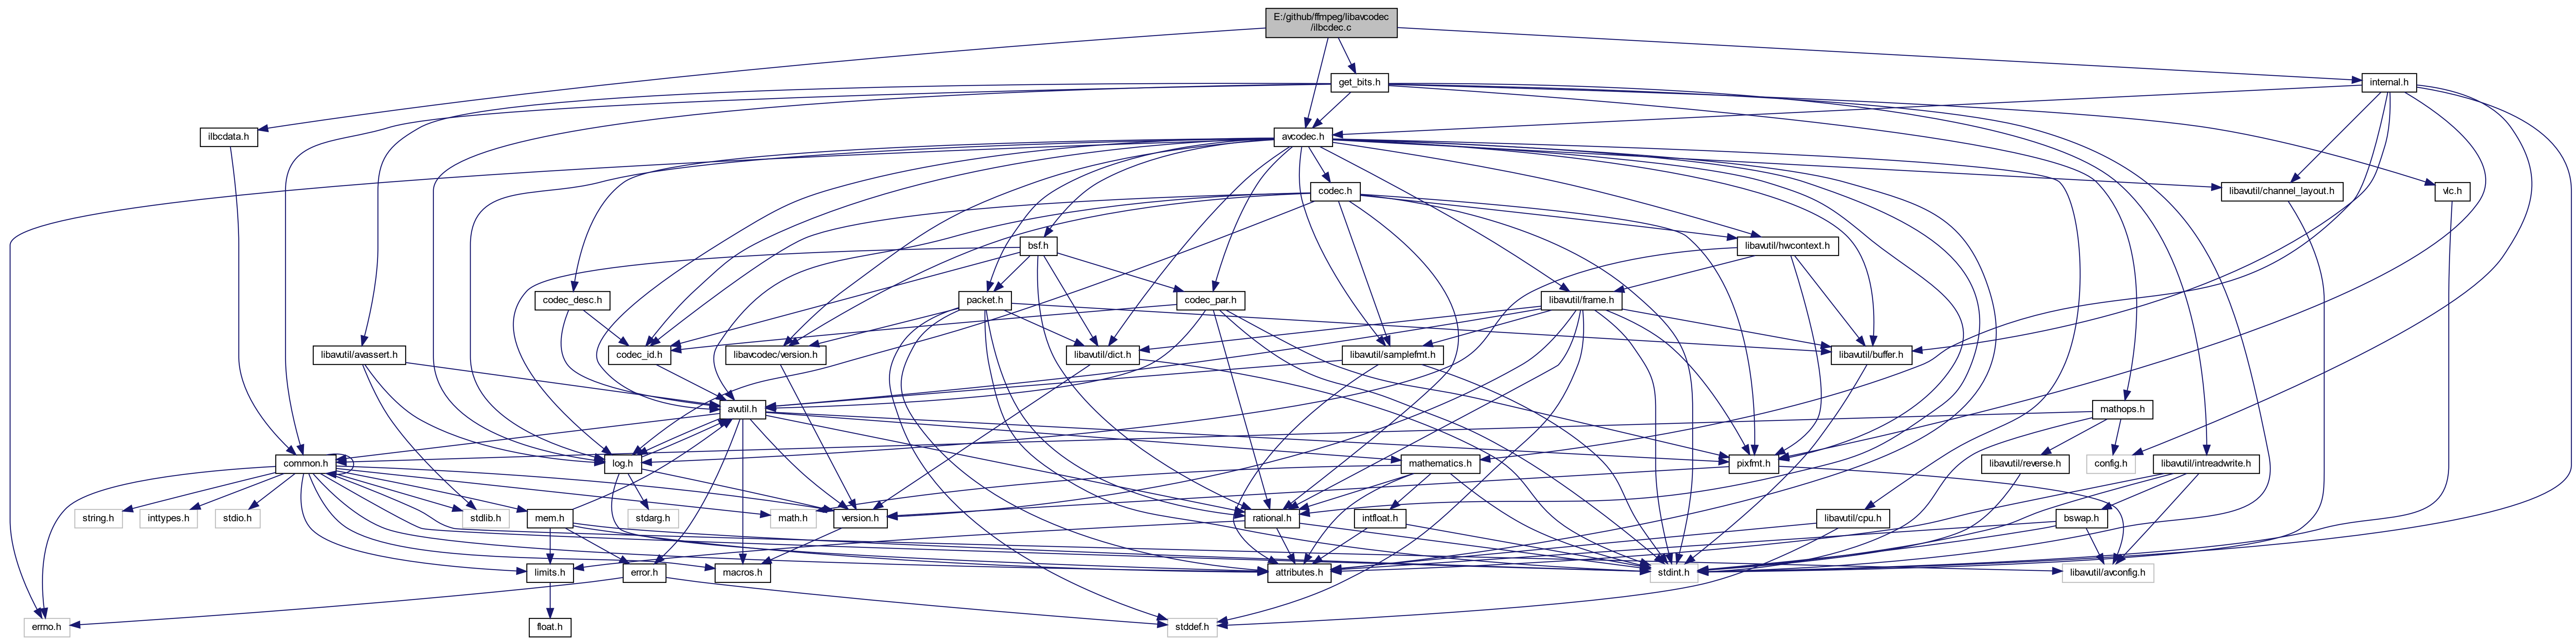 E:/github/ffmpeg/libavcodec
/ilbcdec.c
get_bits.h
internal.h
ilbcdata.h
avcodec.h
codec.h
libavutil/channel_layout.h
vlc.h
bsf.h
libavutil/hwcontext.h
codec_desc.h
packet.h
codec_par.h
libavutil/frame.h
libavutil/avassert.h
codec_id.h
libavcodec/version.h
libavutil/dict.h
libavutil/samplefmt.h
libavutil/buffer.h
avutil.h
mathops.h
common.h
log.h
mathematics.h
pixfmt.h
libavutil/reverse.h
config.h
libavutil/intreadwrite.h
string.h
inttypes.h
stdio.h
stdlib.h
mem.h
stdarg.h
math.h
version.h
rational.h
intfloat.h
libavutil/cpu.h
bswap.h
limits.h
error.h
macros.h
attributes.h
stdint.h
libavutil/avconfig.h
errno.h
float.h
stddef.h